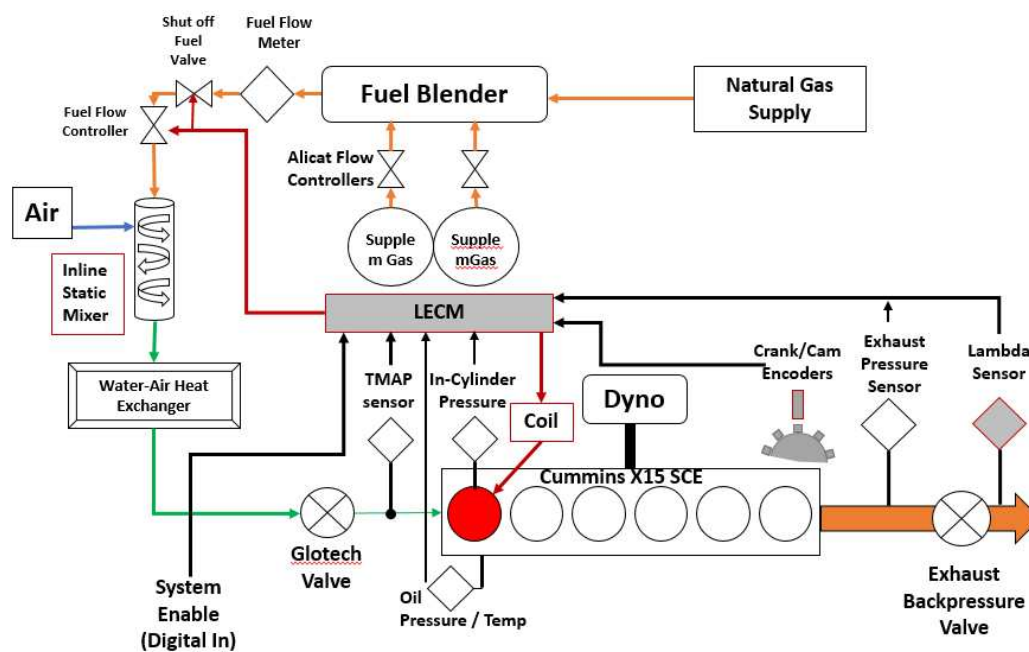 Shut off
Fuel
Valve
Fuel Flow
Meter
Fuel Blender
Natural Gas
Supply
Fuel Flow
Controller
Alicat Flow
Controllers
Air
Supple
m Gas
Supple
mGas
Inline
Static
Mixer
LECM
Water-Air Heat
Exchanger
TMAP
sensor
In-Cylinder
Pressure
Coil
Dyno
Crank/Cam
Encoders
Exhaust
Pressure
Sensor
Lambda
Sensor
Cummins X15 SCE
Glotech
Valve
System
Enable
(Digital In)
Oil
Pressure / Temp
Exhaust
Backpressure
Valve